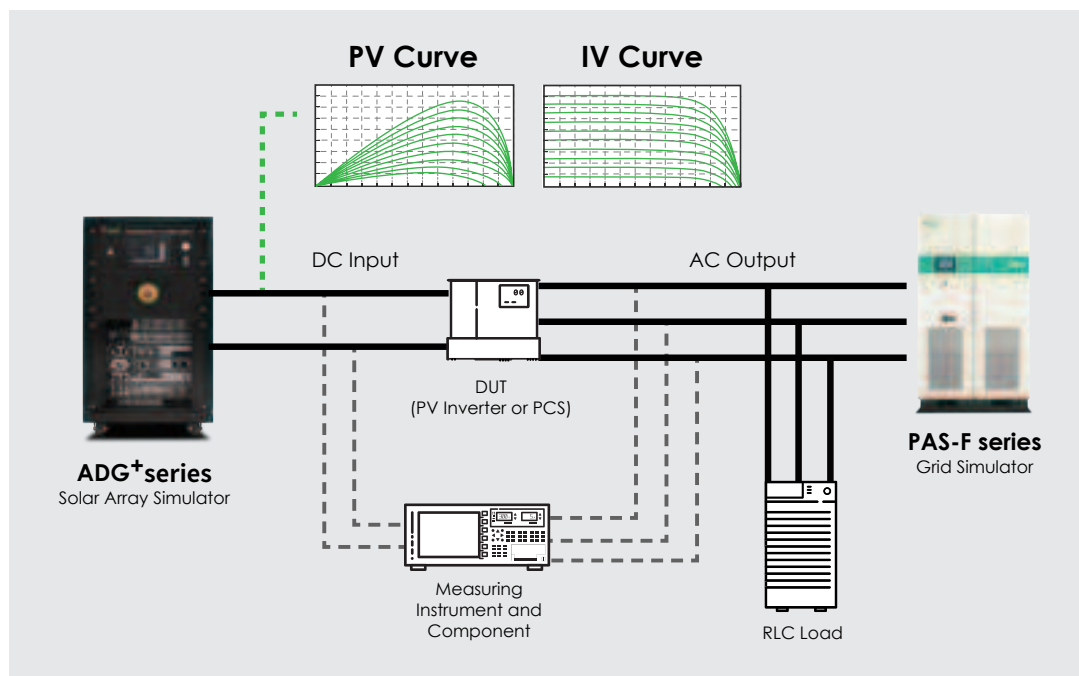 PV Curve
IV Curve
DC Input
AC Output
DUT
(PV Inverter or PCS)
ADG+series
Solar Array Simulator
PAS-F series
Grid Simulator
Measuring
Instrument and
Component
RLC Load